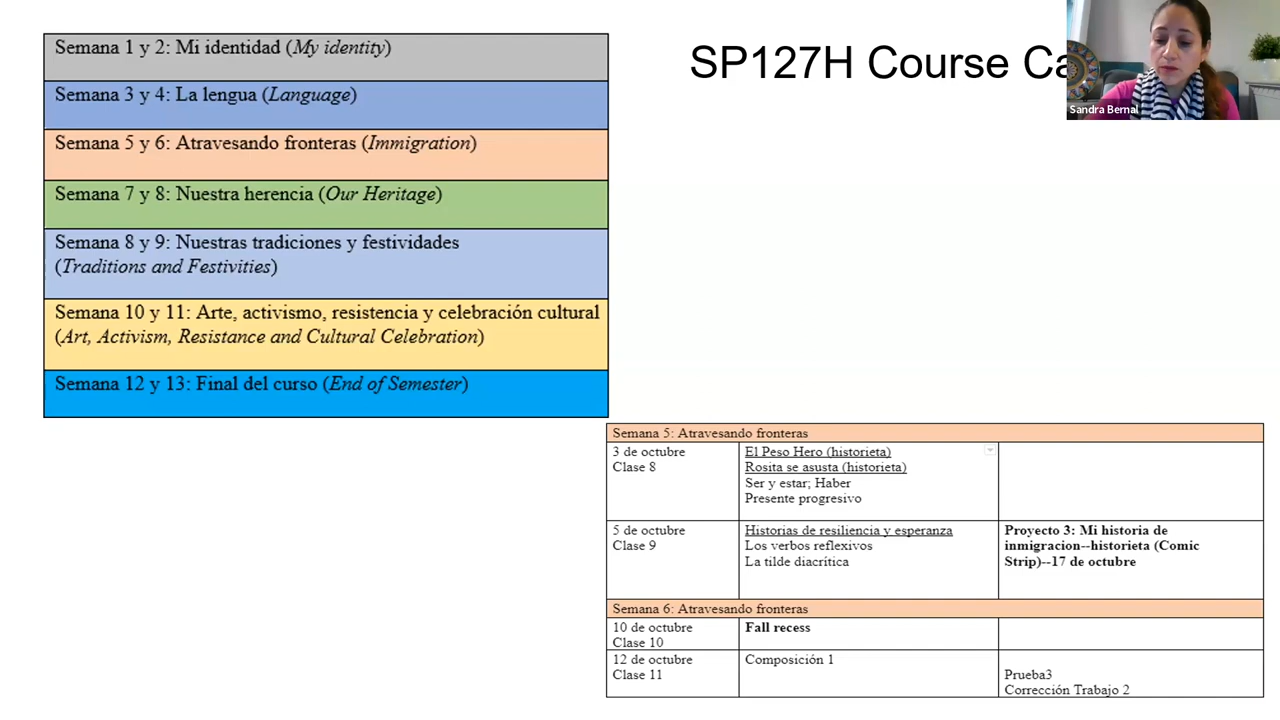 SP127H Course
Sandra Bernal
Semana 1 y 2: Mi identidad (My identity)
Semana 3 y 4: La lengua (Language)
Semana 5 y 6: Atravesando fronteras (Immigration)
Semana 7 y 8: Nuestra herencia (Our Heritage)
Semana 8 y 9: Nuestras tradiciones y festividades
(Traditions and Festivities)
Semana 10 y 11: Arte, activismo, resistencia y celebración cultural
(Art, Activism, Resistance and Cultural Celebration)
Semana 12 y 13: Final del curso (End of Semester)
Semana 5: Atravesando fronteras
3 de octubre
Clase 8
El Peso Hero (historieta)
Rosita se asusta (historieta)
Ser y estar; Haber
Presente progresivo
5 de octubre
Clase 9
Historias de resiliencia y esperanza
Los verbos reflexivos
La tilde diacrítica
Proyecto 3: Mi historia de
inmigracion--historieta (Comic
Strip)--17 de octubre
Semana 6: Atravesando fronteras
10 de octubre
Clase 10
Fall recess
12 de octubre
Clase 11
Composición 1
Prueba3
Corrección Trabajo 2